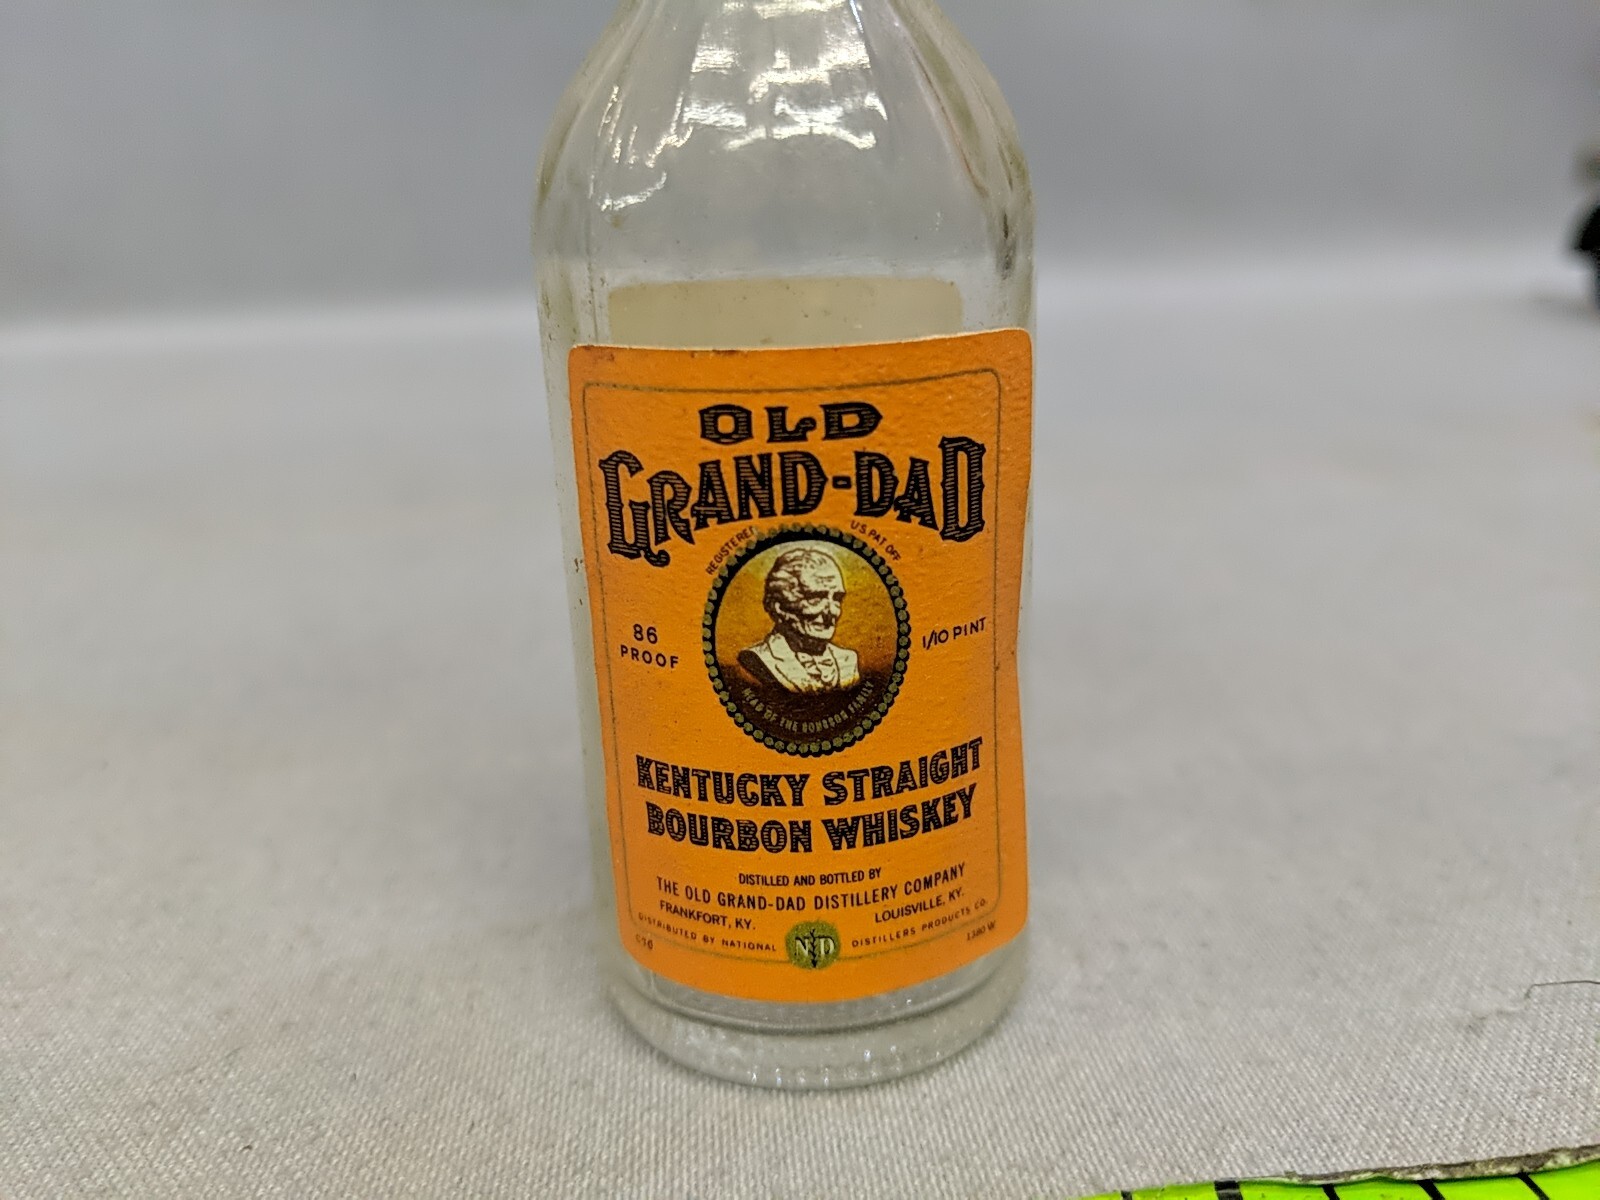 OLD
GRAND-DAD
REGISTERED U.S. PAT. OFF.
86
PROOF
1/10 PINT
HEAD OF THE BOURBON FAMILY
KENTUCKY STRAIGHT
BOURBON WHISKEY
DISTILLED AND BOTTLED BY
THE OLD GRAND-DAD DISTILLERY COMPANY
FRANKFORT, KY. LOUISVILLE, KY.
DISTRIBUTED BY NATIONAL ND DISTILLERS PRODUCTS CO.